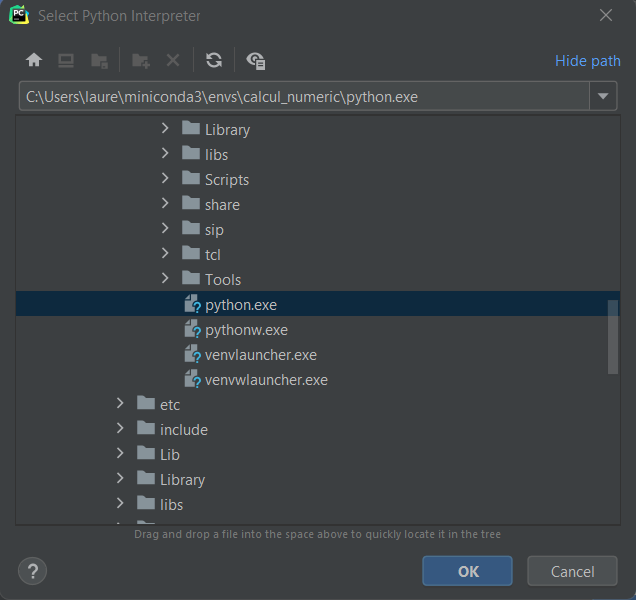 PC Select Python Interpreter
Hide path
C:\Users\laure\miniconda3\envs\calcul_numeric\python.exe
Library
libs
Scripts
share
sip
tcl
Tools
python.exe
pythonw.exe
venvlauncher.exe
venvwlauncher.exe
etc
include
Lib
Library
libs
Drag and drop a file into the space above to quickly locate it in the tree
? OK Cancel